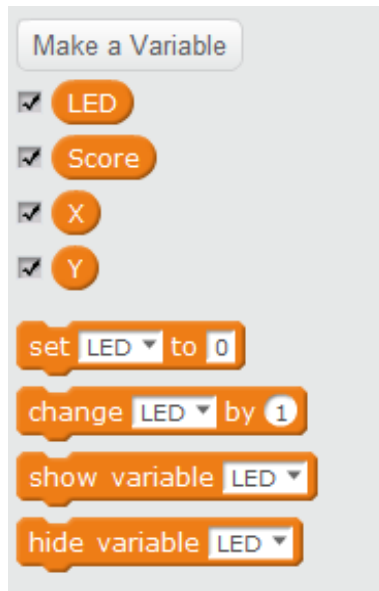 Make a Variable
LED
Score
X
Y
set LED to 0
change LED by 1
show variable LED
hide variable LED